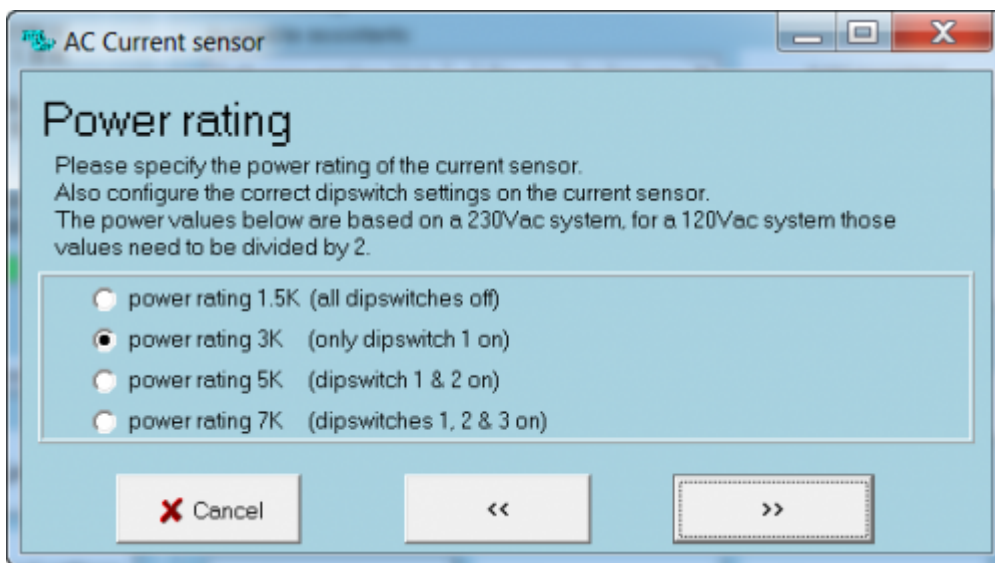 AC Current sensor
Power rating
Please specify the power rating of the current sensor.
Also configure the correct dipswitch settings on the current sensor.
The power values below are based on a 230Vac system, for a 120Vac system those
values need to be divided by 2.
power rating 1.5K (all dipswitches off)
power rating 3K (only dipswitch 1 on)
power rating 5K (dipswitch 1 & 2 on)
power rating 7K (dipswitches 1, 2 & 3 on)
Cancel << >>